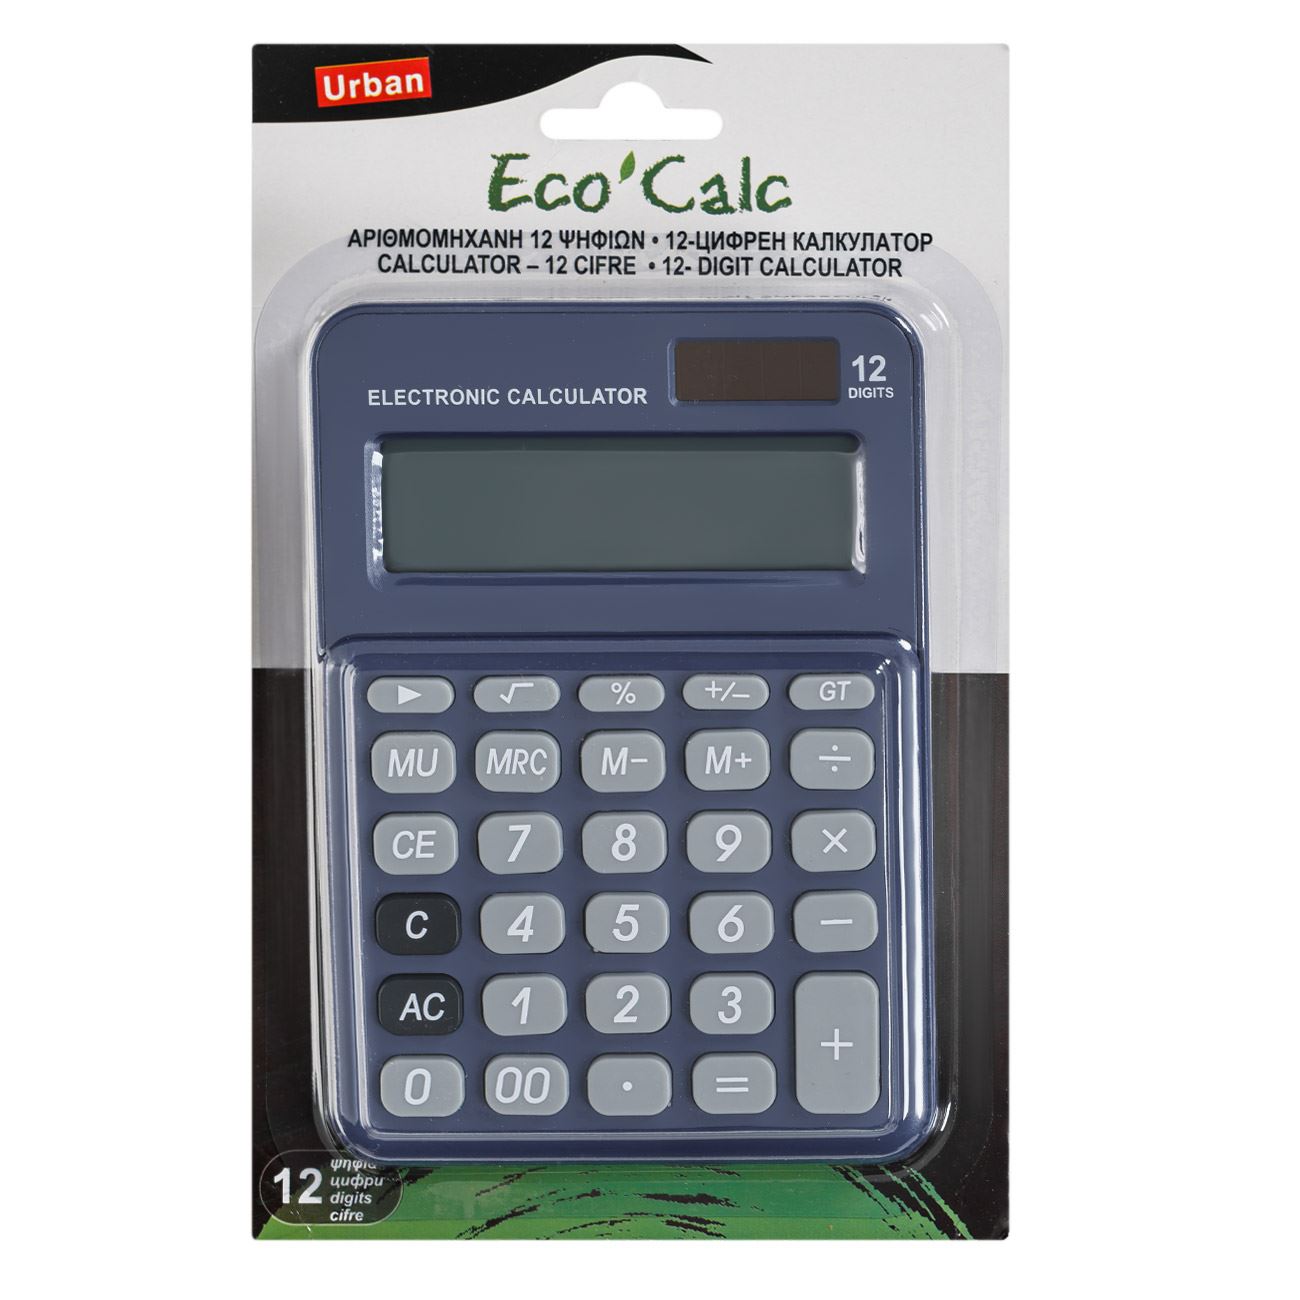 Urban
Eco'Calc
ΑΡΙΘΜΟΜΗΧΑΝΗ 12 ΨΗΦΙΩΝ • 12-ЦИФРЕН КАЛКУЛАТОР
CALCULATOR – 12 CIFRE • 12- DIGIT CALCULATOR
ELECTRONIC CALCULATOR
12
DIGITS
▶ √ % +/− GT
MU MRC M− M+ ÷
CE 7 8 9 ×
C 4 5 6 −
AC 1 2 3 +
0 00 . =
12
digits
cifre